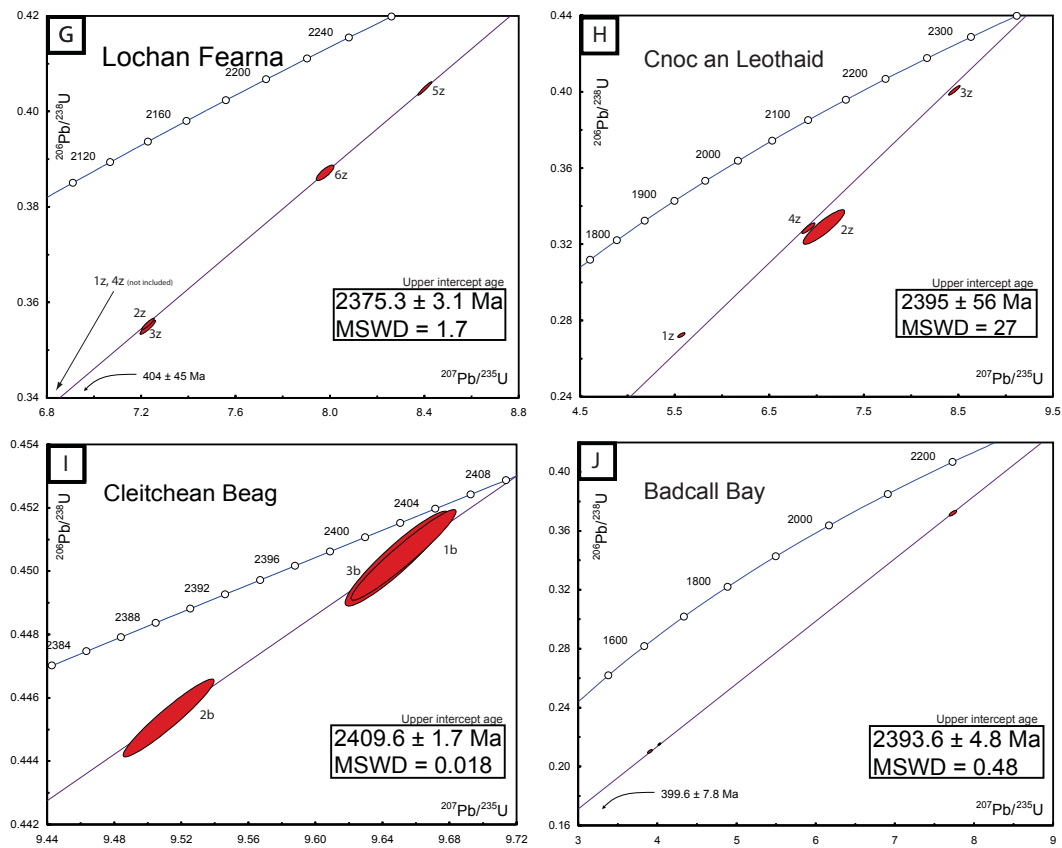 G
Lochan Fearna
0.42
0.40
0.38
0.36
0.34
206Pb/238U
2240
2200
2160
2120
5z
6z
2z
3z
1z, 4z (not included)
404 ± 45 Ma
Upper intercept age
2375.3 ± 3.1 Ma
MSWD = 1.7
207Pb/235U
6.8 7.2 7.6 8.0 8.4 8.8
H
Cnoc an Leothaid
0.44
0.40
0.36
0.32
0.28
0.24
206Pb/238U
2300
2200
2100
2000
1900
1800
3z
4z
2z
1z
Upper intercept age
2395 ± 56 Ma
MSWD = 27
207Pb/235U
4.5 5.5 6.5 7.5 8.5 9.5
I
Cleitchean Beag
0.454
0.452
0.450
0.448
0.446
0.444
0.442
206Pb/238U
2408
2404
2400
2396
2392
2388
2384
1b
3b
2b
Upper intercept age
2409.6 ± 1.7 Ma
MSWD = 0.018
207Pb/235U
9.44 9.48 9.52 9.56 9.60 9.64 9.68 9.72
J
Badcall Bay
0.40
0.36
0.32
0.28
0.24
0.20
0.16
206Pb/238U
2200
2000
1800
1600
399.6 ± 7.8 Ma
Upper intercept age
2393.6 ± 4.8 Ma
MSWD = 0.48
207Pb/235U
3 4 5 6 7 8 9